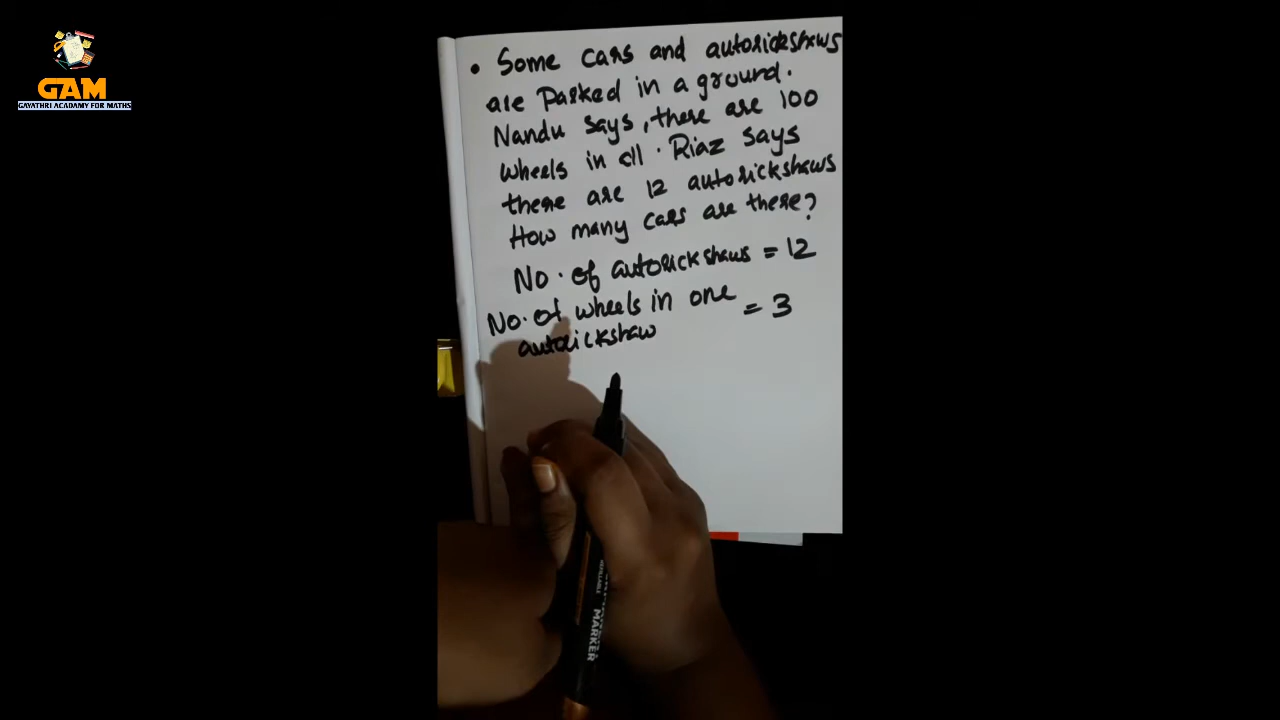 GAM
GAYATHRI ACADAMY FOR MATHS
• Some cars and autorickshaws
are parked in a ground.
Nandu says, there are 100
wheels in all. Riaz says
there are 12 autorickshaws
How many cars are there?
No. of autorickshaws = 12
No. of wheels in one = 3
autorickshaw
MARKER